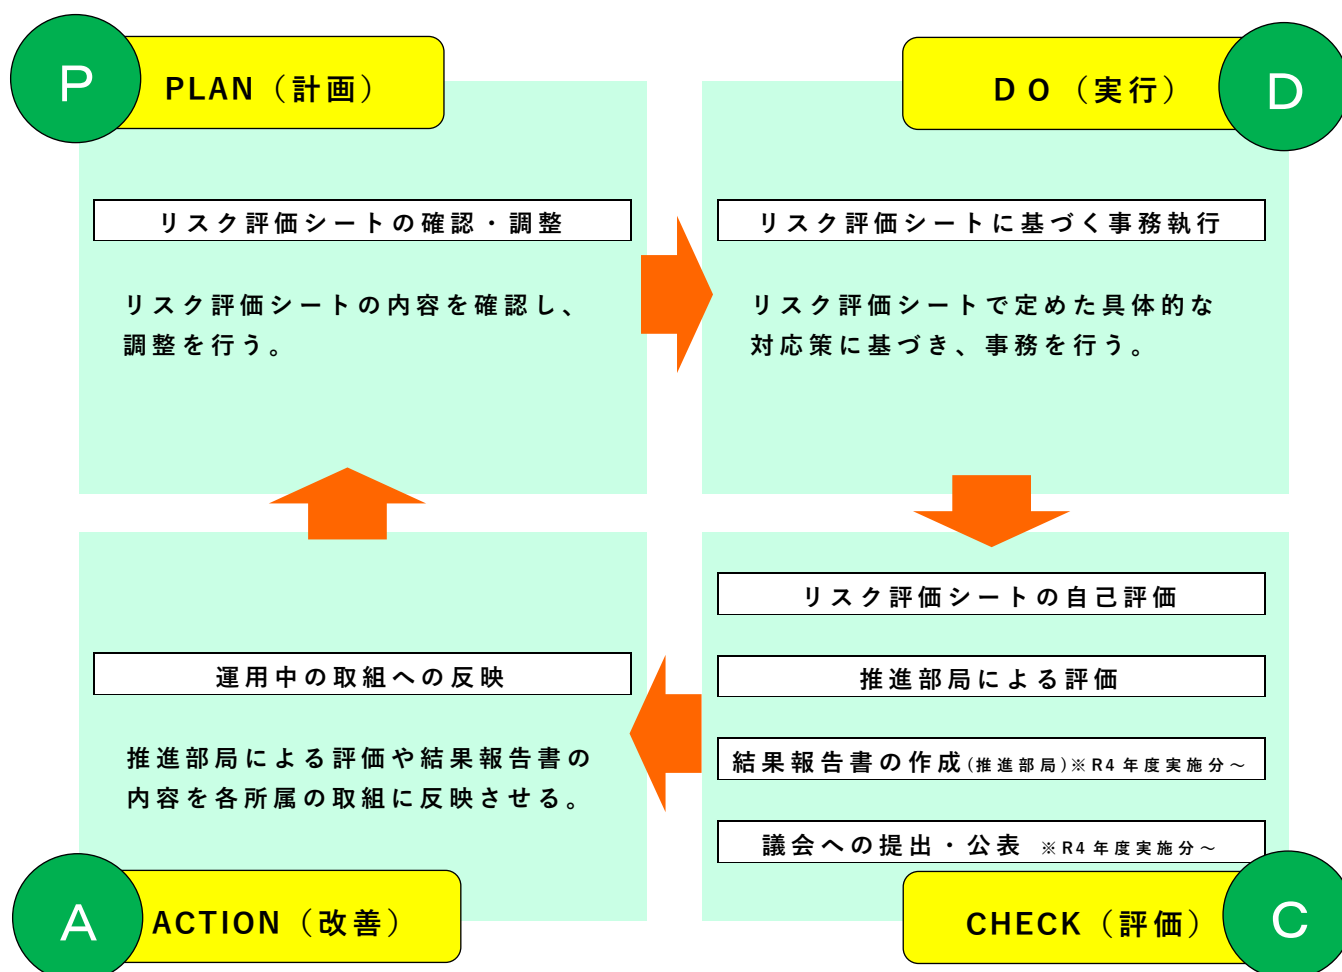 P
PLAN（計画）
リスク評価シートの確認・調整
リスク評価シートの内容を確認し、
調整を行う。
DO（実行）
D
リスク評価シートに基づく事務執行
リスク評価シートで定めた具体的な
対応策に基づき、事務を行う。
リスク評価シートの自己評価
推進部局による評価
結果報告書の作成(推進部局)※R4年度実施分～
議会への提出・公表 ※R4年度実施分～
CHECK（評価）
C
運用中の取組への反映
推進部局による評価や結果報告書の
内容を各所属の取組に反映させる。
A
ACTION（改善）